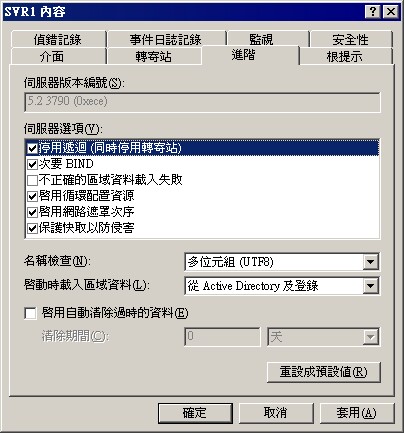 SVR1 內容
偵錯記錄 事件日誌記錄 監視 安全性
介面 轉寄站 進階 根提示
伺服器版本編號(S):
5.2 3790 (0xece)
伺服器選項(V):
停用遞迴 (同時停用轉寄站)
次要 BIND
不正確的區域資料載入失敗
啟用循環配置資源
啟用網路遮罩次序
保護快取以防侵害
名稱檢查(N): 多位元組 (UTF8)
啟動時載入區域資料(L): 從 Active Directory 及登錄
啟用自動清除過時的資料(E)
清除期間(C): 0 天
重設成預設值(R)
確定 取消 套用(A)